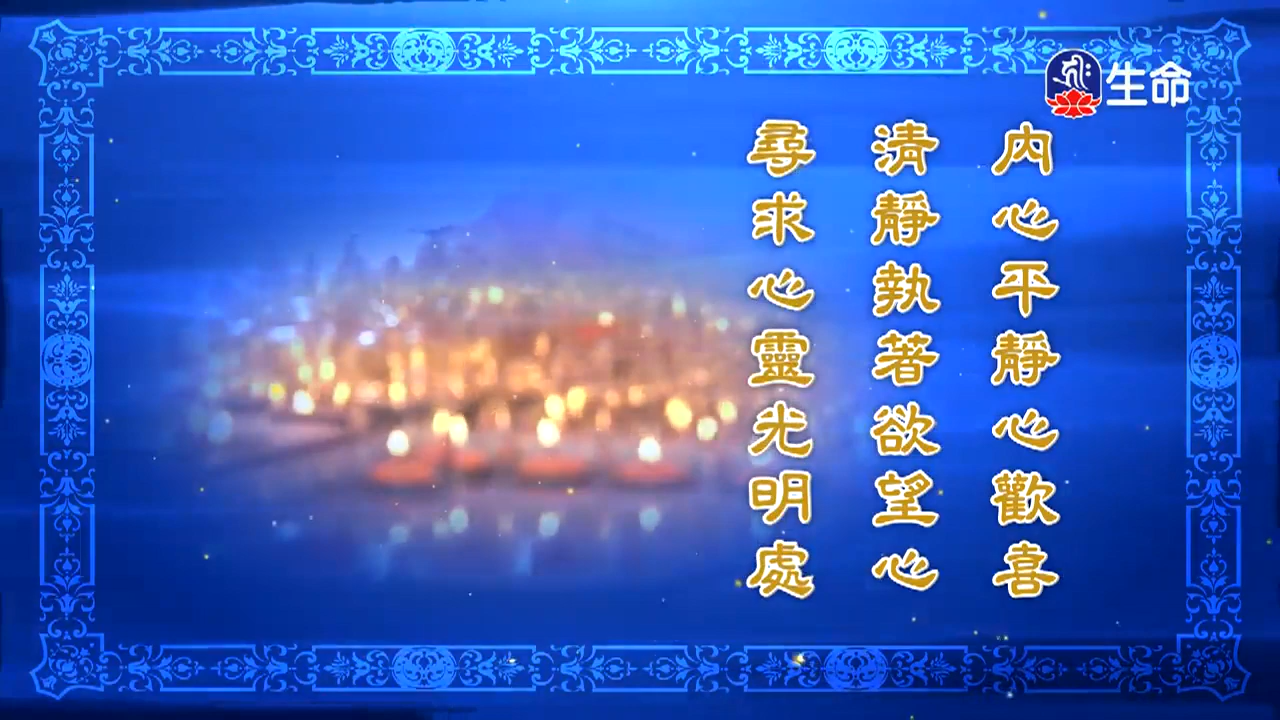 生命
內心平靜心歡喜
清靜執著欲望心
尋求心靈光明處